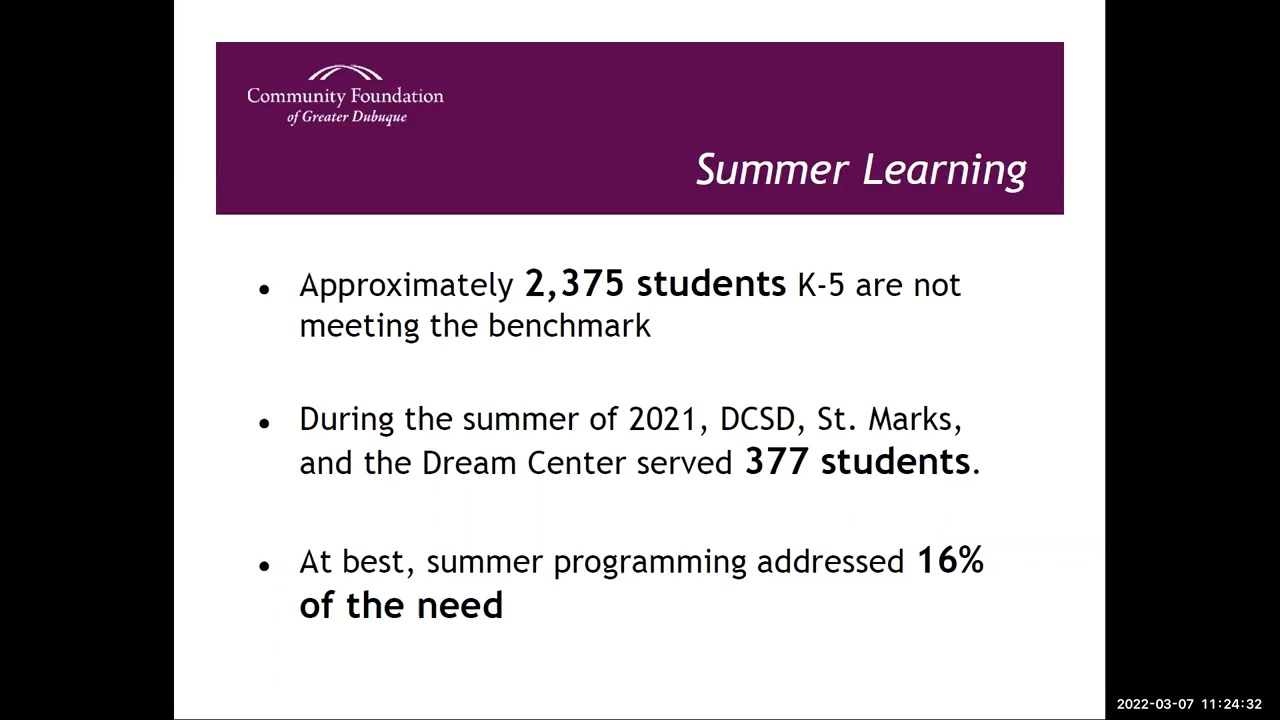 Community Foundation
of Greater Dubuque
Summer Learning
• Approximately 2,375 students K-5 are not
meeting the benchmark
• During the summer of 2021, DCSD, St. Marks,
and the Dream Center served 377 students.
• At best, summer programming addressed 16%
of the need
2022-03-07 11:24:32